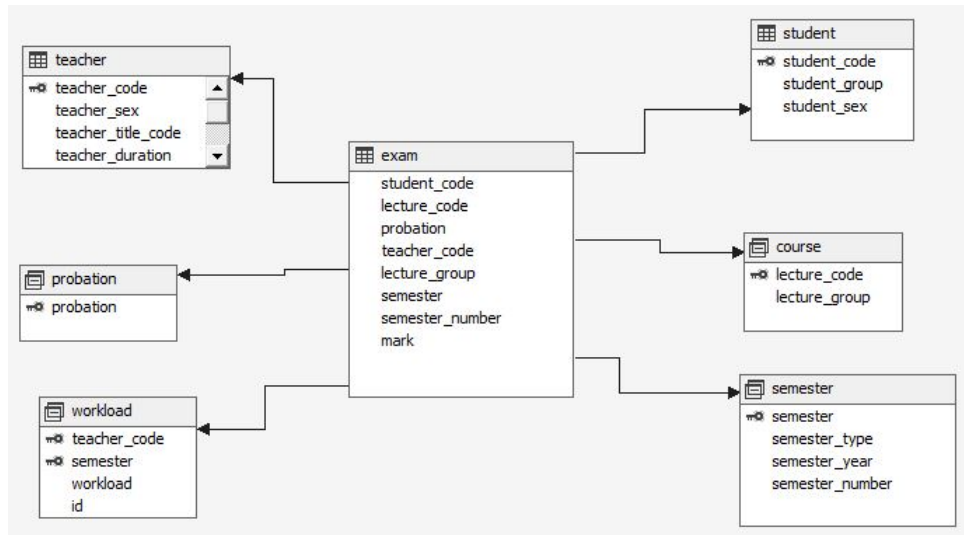 teacher
teacher_code
teacher_sex
teacher_title_code
teacher_duration
student
student_code
student_group
student_sex
exam
student_code
lecture_code
probation
teacher_code
lecture_group
semester
semester_number
mark
probation
probation
course
lecture_code
lecture_group
workload
teacher_code
semester
workload
id
semester
semester
semester_type
semester_year
semester_number